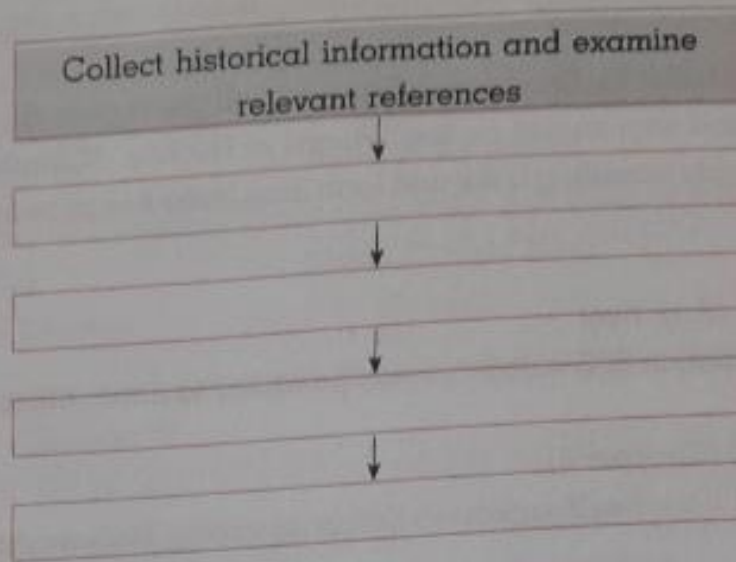 Collect historical information and examine
relevant references